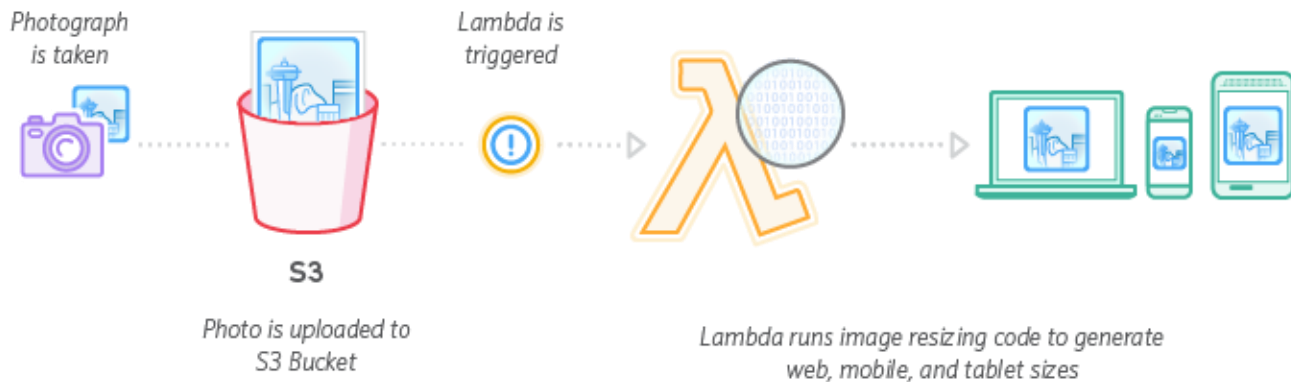 Photograph
is taken
Lambda is
triggered
S3
Photo is uploaded to
S3 Bucket
Lambda runs image resizing code to generate
web, mobile, and tablet sizes